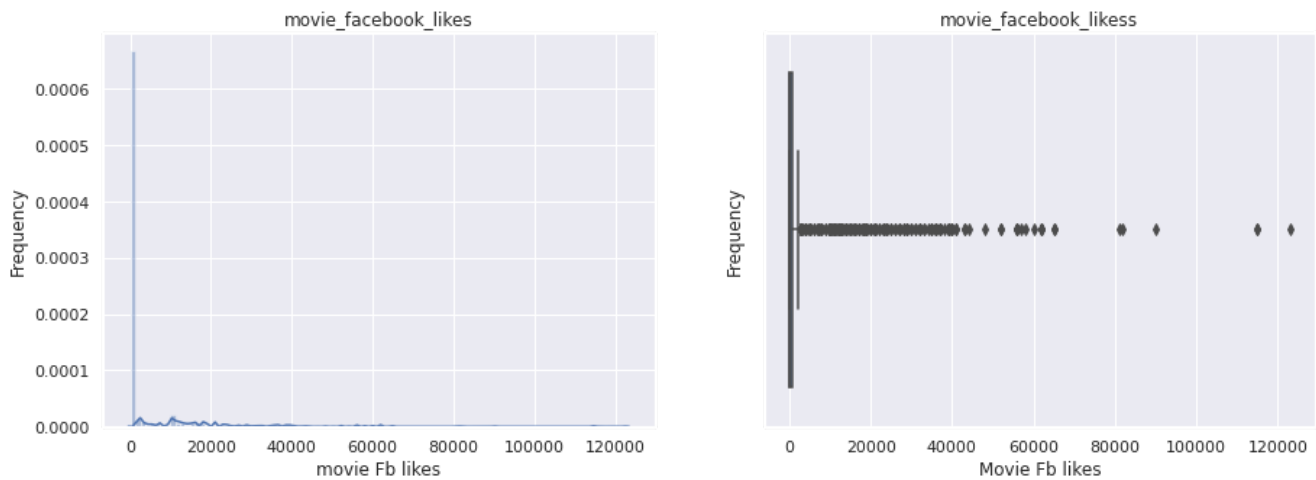 movie_facebook_likes
Frequency
0.0006
0.0005
0.0004
0.0003
0.0002
0.0001
0.0000
0 20000 40000 60000 80000 100000 120000
movie Fb likes
movie_facebook_likess
Frequency
0 20000 40000 60000 80000 100000 120000
Movie Fb likes